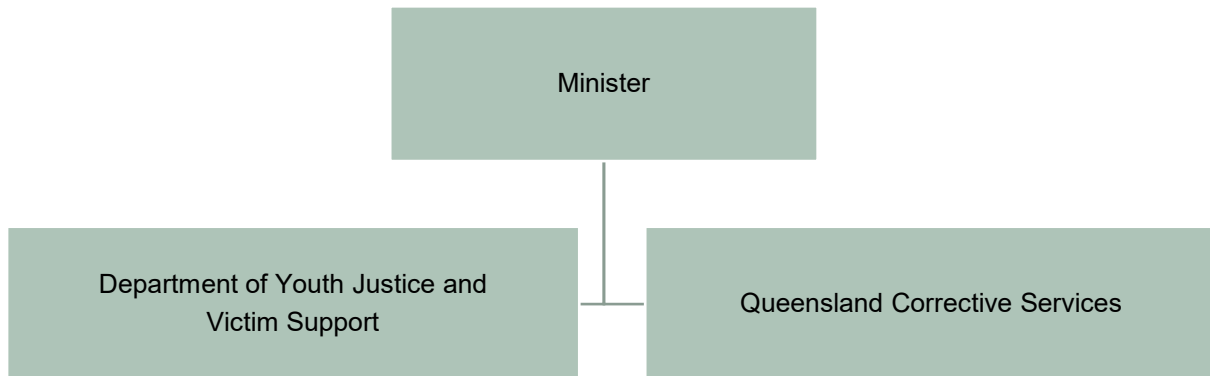 Minister
Department of Youth Justice and
Victim Support
Queensland Corrective Services